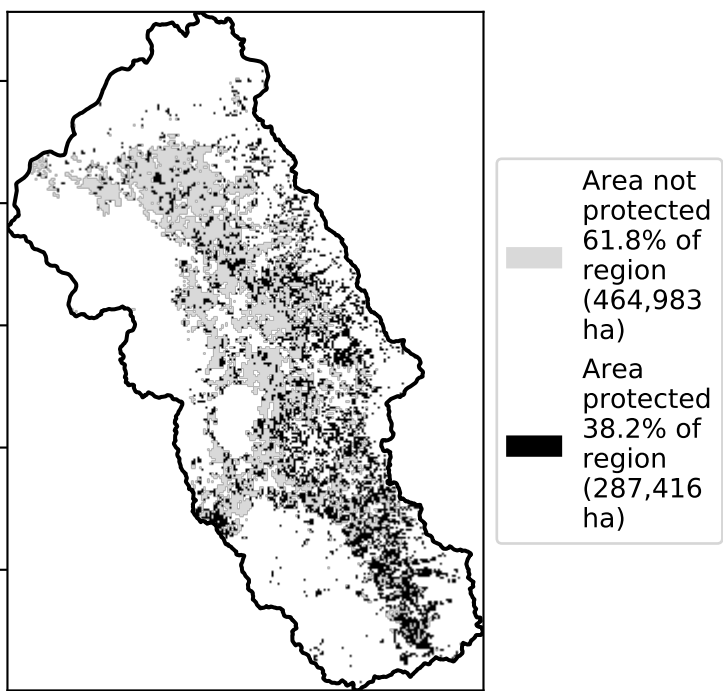 Area not
protected
61.8% of
region
(464,983
ha)
Area
protected
38.2% of
region
(287,416
ha)